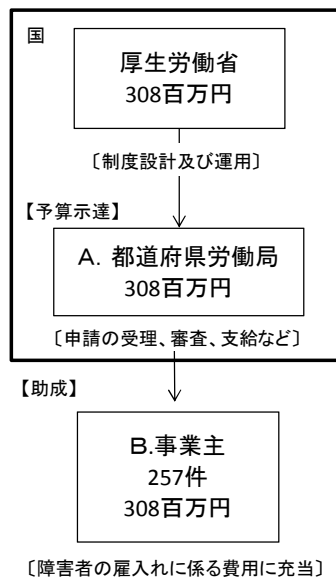 国
厚生労働省
308百万円
〔制度設計及び運用〕
【予算示達】
A. 都道府県労働局
308百万円
〔申請の受理、審査、支給など〕
【助成】
B.事業主
257件
308百万円
〔障害者の雇入れに係る費用に充当〕